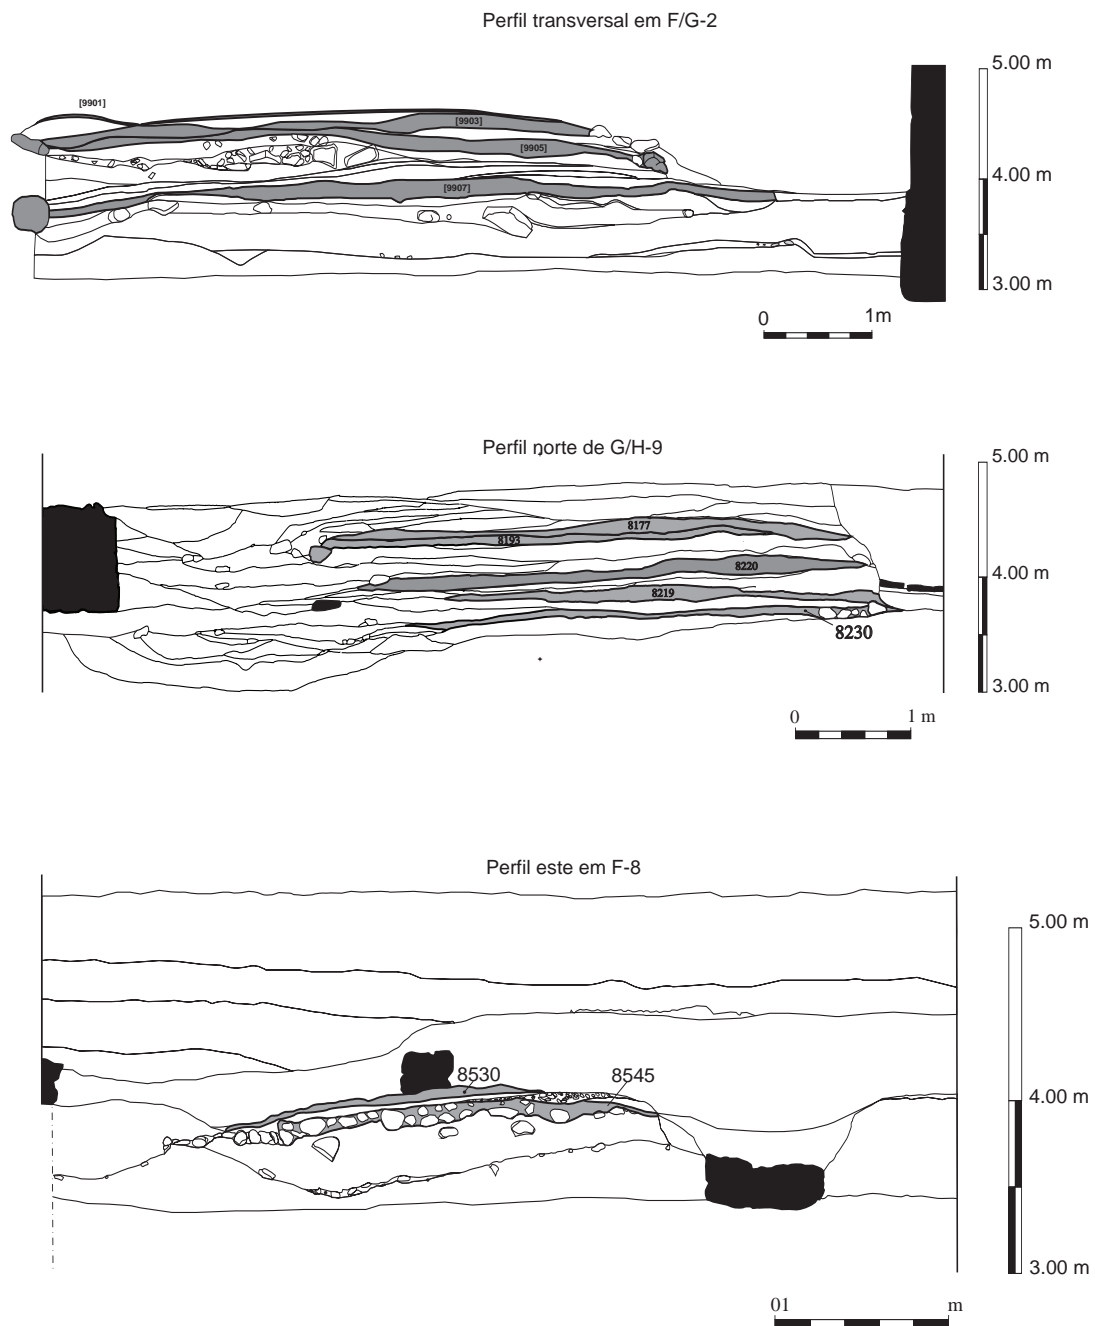 Perfil transversal em F/G-2
5.00 m
[9901]
[9903]
[9905]
4.00 m
[9907]
3.00 m
0 1m
Perfil norte de G/H-9
5.00 m
8177
8193
8220
4.00 m
8219
8230
3.00 m
0 1 m
Perfil este em F-8
5.00 m
8530 8545
4.00 m
3.00 m
01 m